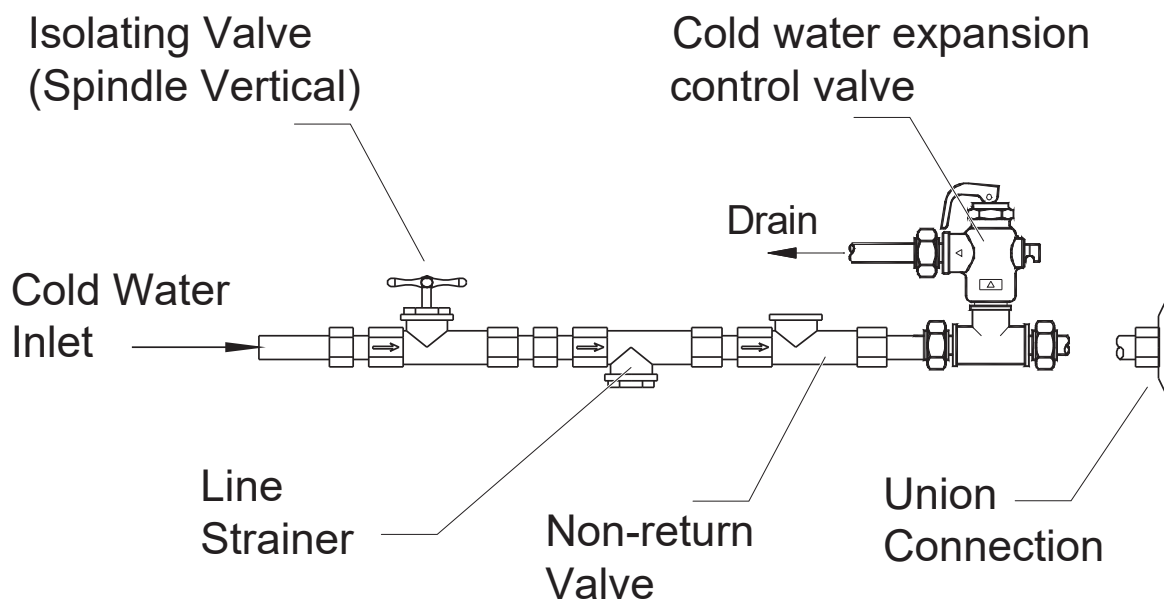 Isolating Valve
(Spindle Vertical)
Cold water expansion
control valve
Drain
Cold Water
Inlet
Line
Strainer
Non-return
Valve
Union
Connection